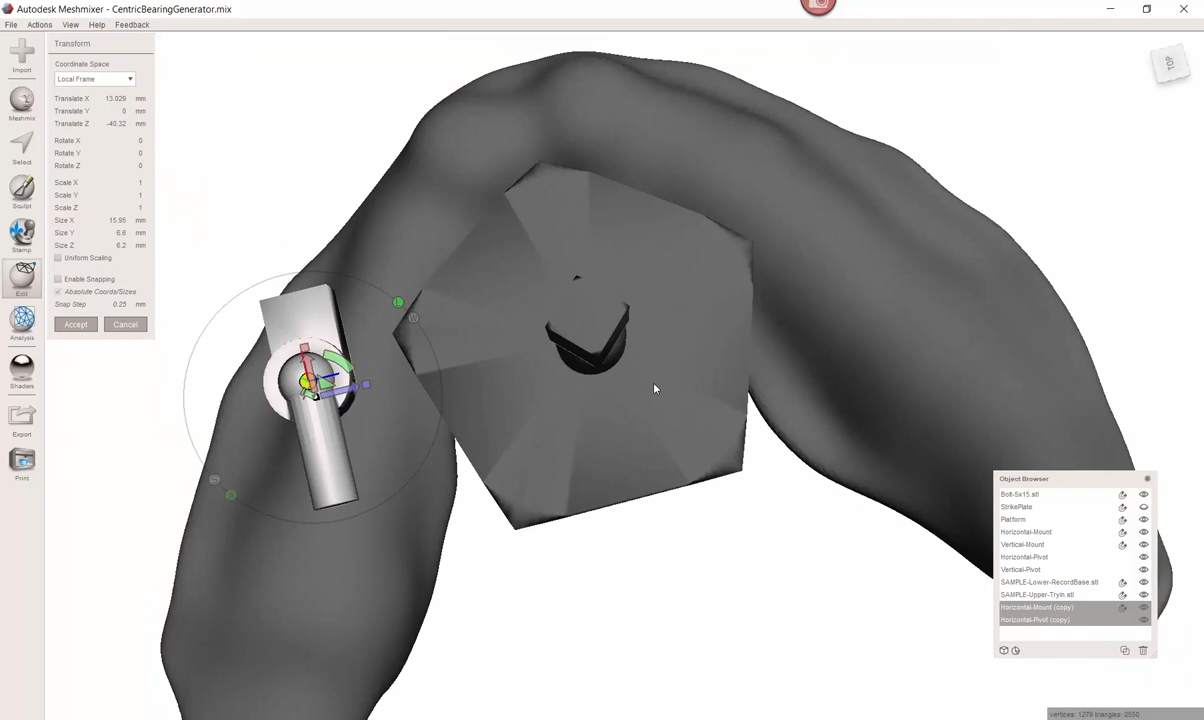 Autodesk Meshmixer - CentricBearingGenerator.mix
File Actions View Help Feedback
Import
Meshmix
Select
Sculpt
Stamp
Edit
Analysis
Shaders
Export
Print
Transform
Coordinate Space
Local Frame
Translate X 13.029 mm
Translate Y 0 mm
Translate Z -40.32 mm
Rotate X 0
Rotate Y 0
Rotate Z 0
Scale X 1
Scale Y 1
Scale Z 1
Size X 15.95 mm
Size Y 6.6 mm
Size Z 6.2 mm
Uniform Scaling
Enable Snapping
Absolute Coords/Sizes
Snap Step 0.25 mm
Accept Cancel
L
W
S
A
TOP
Object Browser
Bolt-5x15.stl
StrikePlate
Platform
Horizontal-Mount
Vertical-Mount
Horizontal-Pivot
Vertical-Pivot
SAMPLE-Lower-RecordBase.stl
SAMPLE-Upper-Tryin.stl
Horizontal-Mount (copy)
Horizontal-Pivot (copy)
vertices: 1279 triangles: 2550